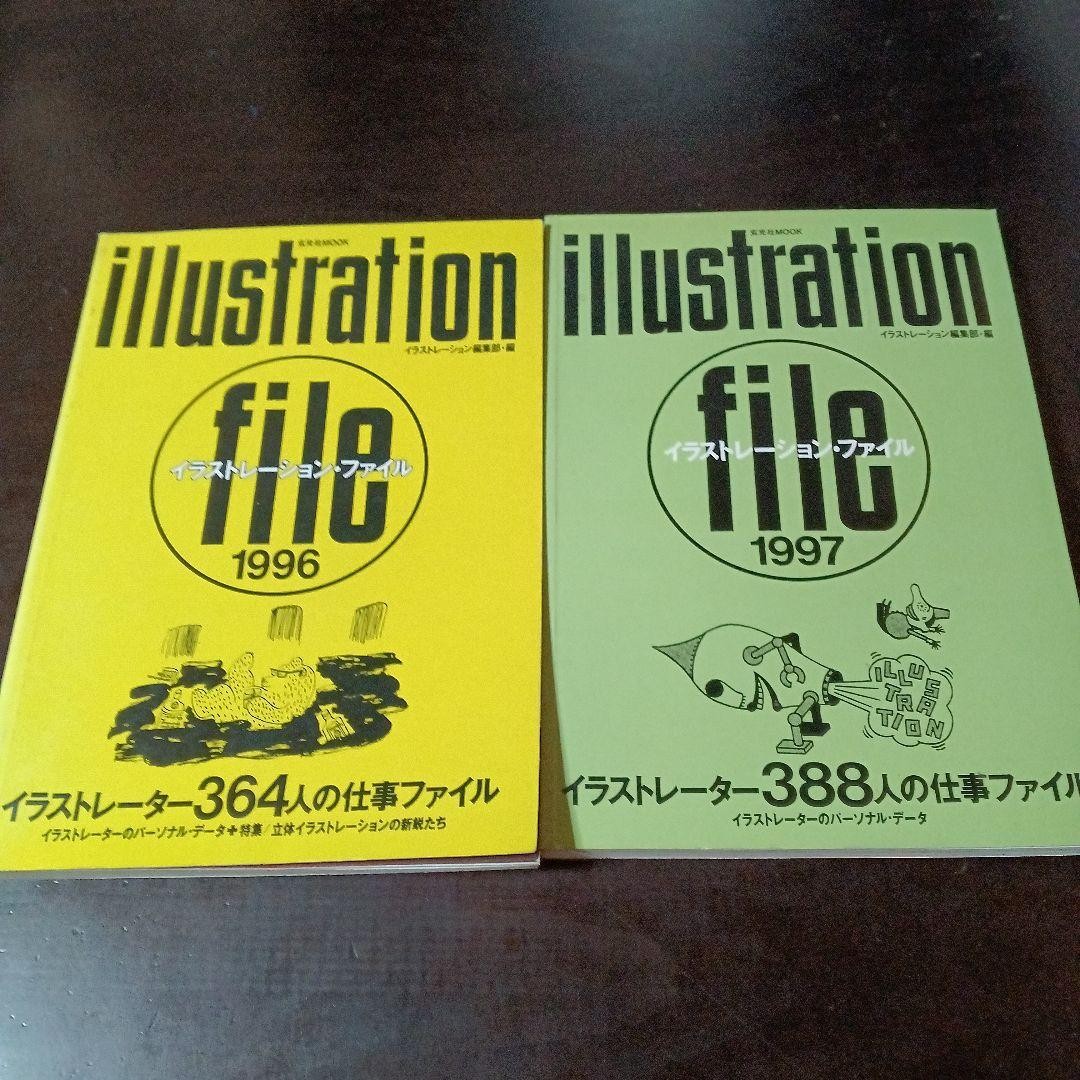 玄光社MOOK
illustration
イラストレーション編集部・編
file
イラストレーション・ファイル
1996
イラストレーター364人の仕事ファイル
イラストレーターのパーソナル・データ✚特集/立体イラストレーションの新鋭たち
玄光社MOOK
illustration
イラストレーション編集部・編
file
イラストレーション・ファイル
1997
ILLUS
TRA
TION
イラストレーター388人の仕事ファイル
イラストレーターのパーソナル・データ